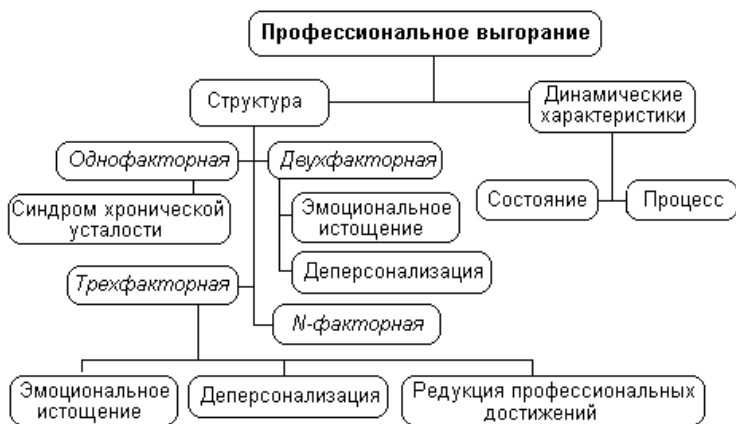 Профессиональное выгорание
Структура
Динамические
характеристики
Однофакторная
Двухфакторная
Синдром хронической
усталости
Эмоциональное
истощение
Состояние
Процесс
Деперсонализация
Трехфакторная
N-факторная
Эмоциональное
истощение
Деперсонализация
Редукция профессиональных
достижений